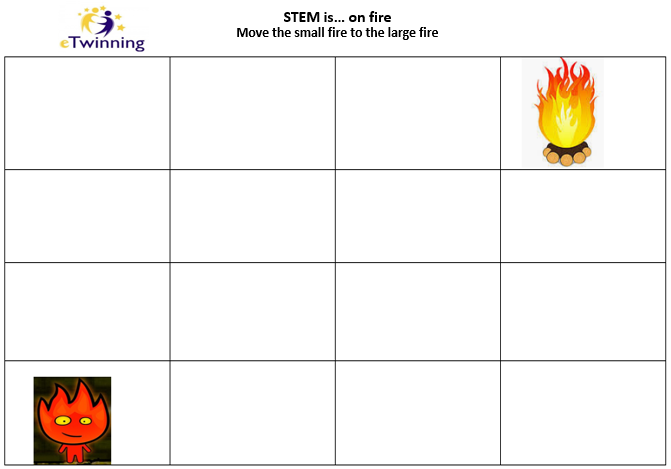 STEM is... on fire
Move the small fire to the large fire
eTwinning